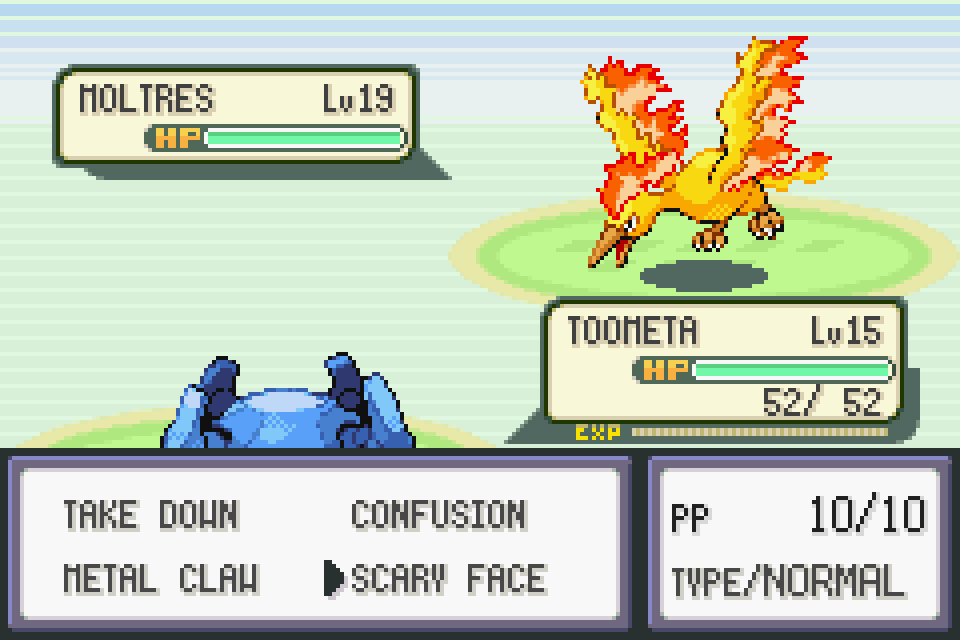 MOLTRES Lv19
HP
TOOMETA Lv15
HP
52/ 52
EXP
TAKE DOWN CONFUSION
METAL CLAW SCARY FACE
PP 10/10
TYPE/NORMAL